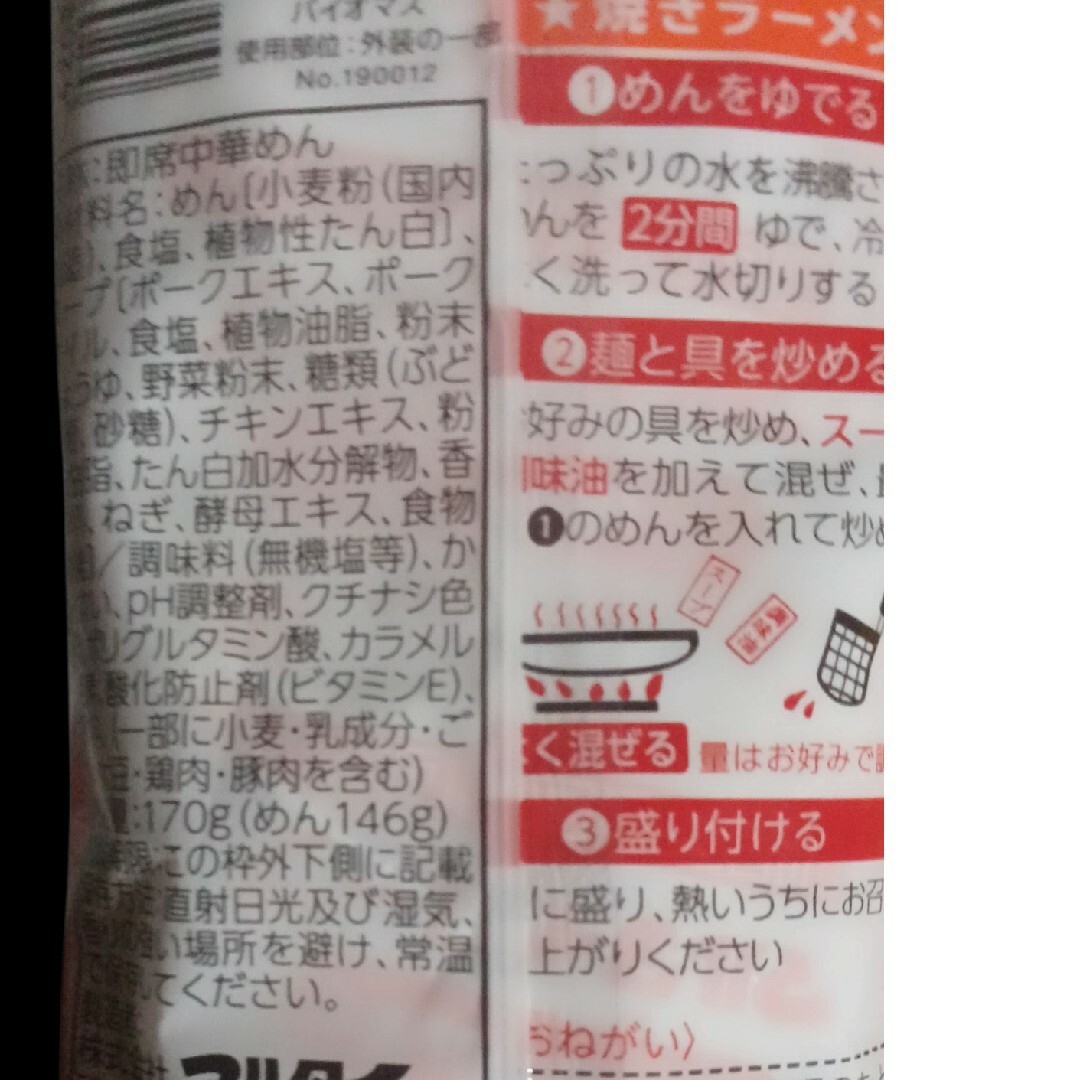 バイオマス
使用部位:外装の一部
No.190012
:即席中華めん
料名:めん〔小麦粉(国内
)、食塩、植物性たん白〕、
ープ〔ポークエキス、ポーク
ル、食塩、植物油脂、粉末
うゆ、野菜粉末、糖類(ぶど
砂糖)、チキンエキス、粉
脂、たん白加水分解物、香
、ねぎ、酵母エキス、食物
/調味料(無機塩等)、か
、pH調整剤、クチナシ色
リグルタミン酸、カラメル
酸化防止剤(ビタミンE)、
一部に小麦・乳成分・ご
・鶏肉・豚肉を含む)
:170g(めん146g)
この枠外下側に記載
直射日光及び湿気、
い場所を避け、常温
てください。
マルタイ
★焼きラーメン
①めんをゆでる
っぷりの水を沸騰さ
んを 2分間 ゆで、冷
く洗って水切りする
②麺と具を炒める
好みの具を炒め、スー
味油を加えて混ぜ、
❶のめんを入れて炒め
スープ
調味油
く混ぜる 量はお好みで調
③盛り付ける
に盛り、熱いうちにお召
上がりください
おねがい〉